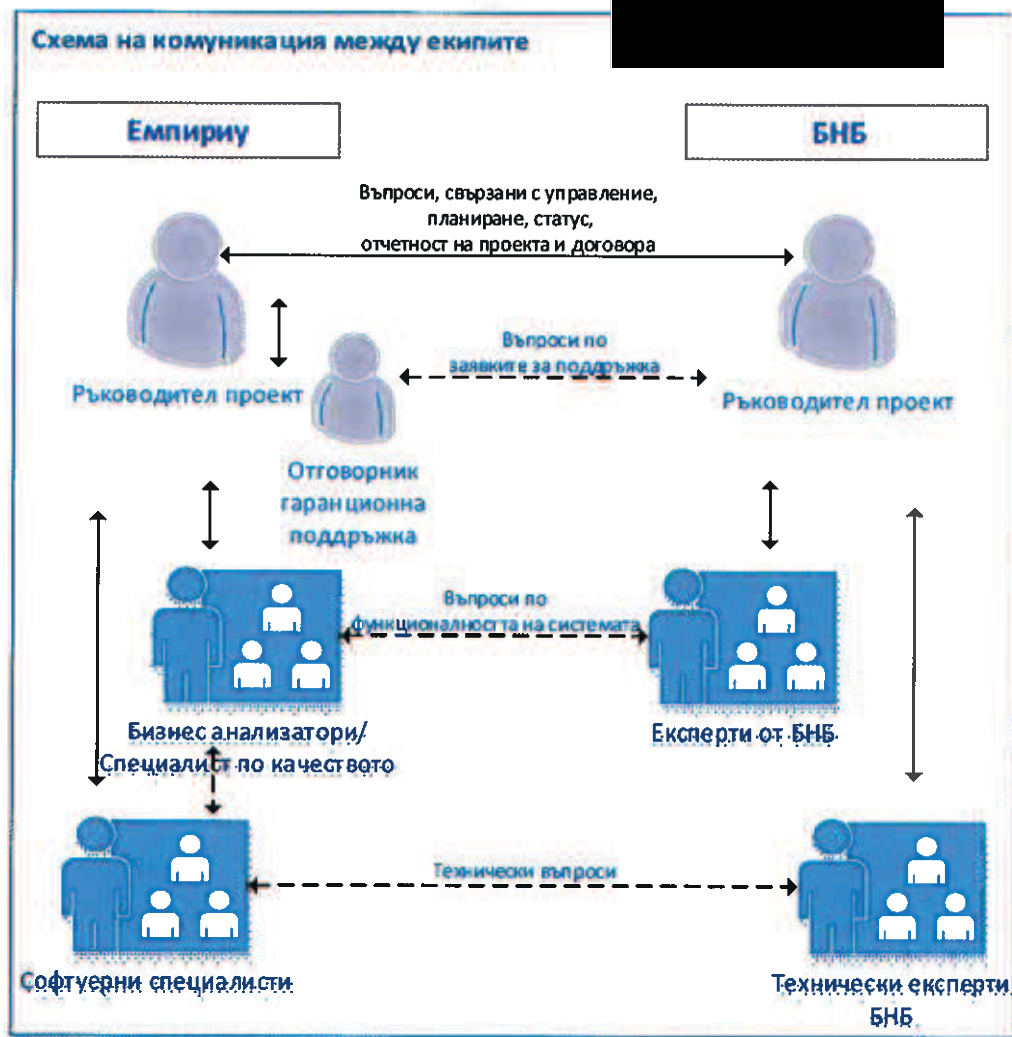 Схема на комуникация между екипите
Емпириу
БНБ
Въпроси, свързани с управление,
планиране, статус,
отчетност на проекта и договора
Въпроси по
заявките за поддръжка
Ръководител проект
Ръководител проект
Отговорник
гаранционна
поддръжка
Въпроси по
функционалността на системата
Бизнес анализатори/
Специалист по качеството
Експерти от БНБ
Технически въпроси
Софтуерни специалисти
Технически експерти
БНБ